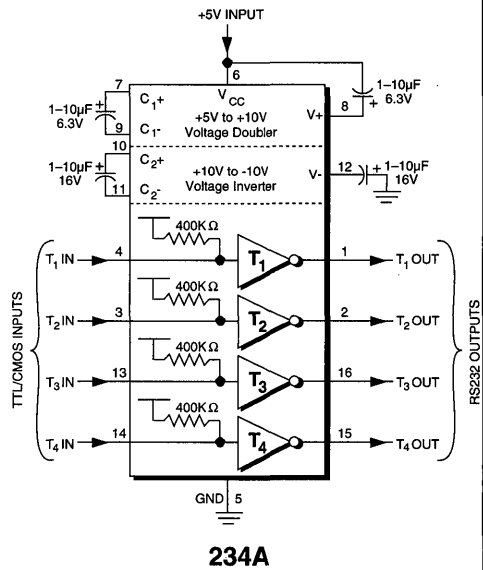 +5V INPUT
6
VCC
7
C1+
1–10µF
6.3V
+
9
C1-
+5V to +10V
Voltage Doubler
V+
8
1–10µF
6.3V
+
10
C2+
1–10µF
16V
+
11
C2-
+10V to -10V
Voltage Inverter
V-
12
+
1–10µF
16V
TTL/CMOS INPUTS
RS232 OUTPUTS
400KΩ
T1 IN 4 T1 1 T1 OUT
400KΩ
T2 IN 3 T2 2 T2 OUT
400KΩ
T3 IN 13 T3 16 T3 OUT
400KΩ
T4 IN 14 T4 15 T4 OUT
GND 5
234A